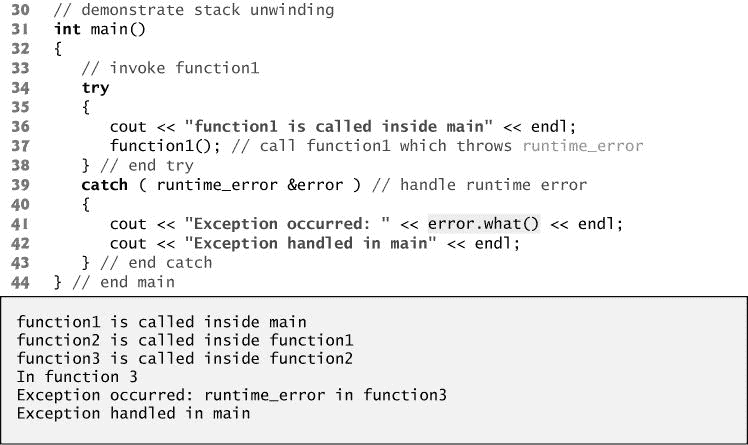 30 // demonstrate stack unwinding
31 int main()
32 {
33 // invoke function1
34 try
35 {
36 cout << "function1 is called inside main" << endl;
37 function1(); // call function1 which throws runtime_error
38 } // end try
39 catch ( runtime_error &error ) // handle runtime error
40 {
41 cout << "Exception occurred: " << error.what() << endl;
42 cout << "Exception handled in main" << endl;
43 } // end catch
44 } // end main
function1 is called inside main
function2 is called inside function1
function3 is called inside function2
In function 3
Exception occurred: runtime_error in function3
Exception handled in main